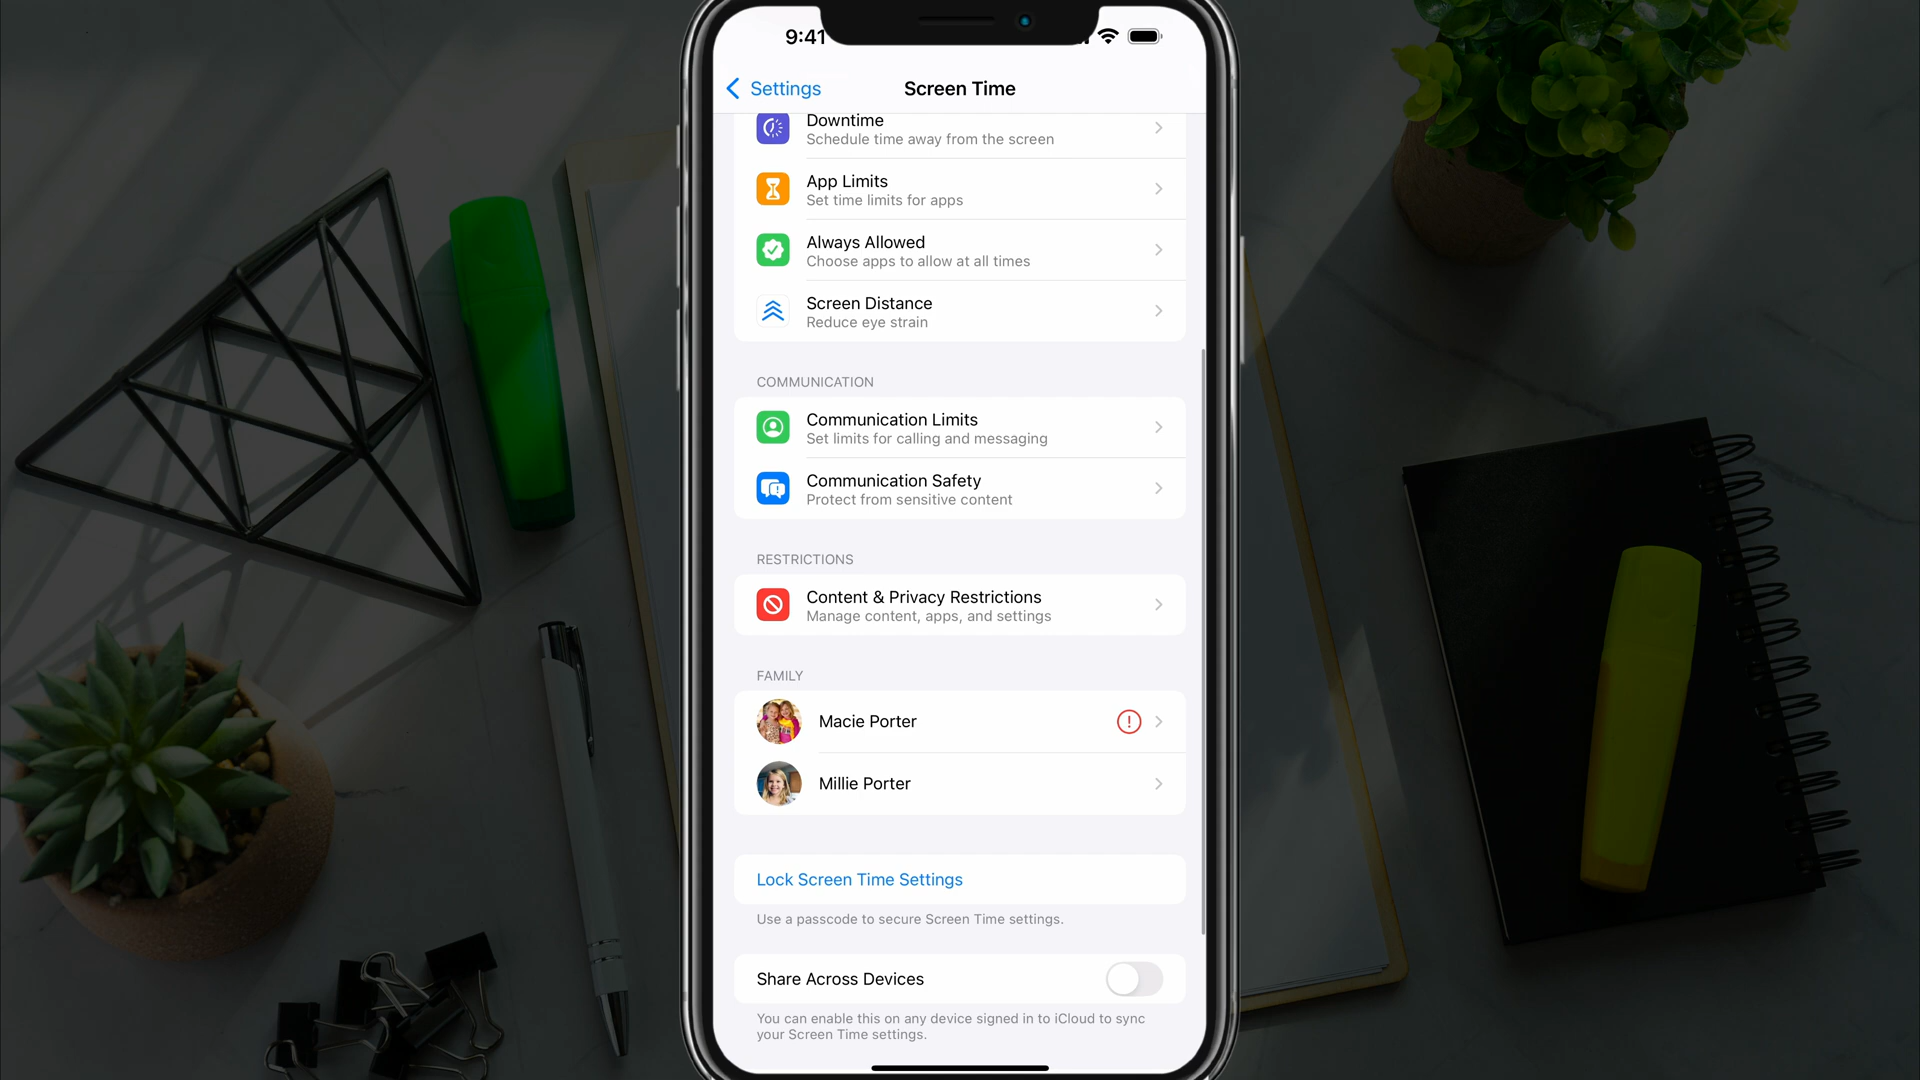 9:41
Settings
Screen Time
Downtime
Schedule time away from the screen
App Limits
Set time limits for apps
Always Allowed
Choose apps to allow at all times
Screen Distance
Reduce eye strain
COMMUNICATION
Communication Limits
Set limits for calling and messaging
Communication Safety
Protect from sensitive content
RESTRICTIONS
Content & Privacy Restrictions
Manage content, apps, and settings
FAMILY
Macie Porter
Millie Porter
Lock Screen Time Settings
Use a passcode to secure Screen Time settings.
Share Across Devices
You can enable this on any device signed in to iCloud to sync
your Screen Time settings.